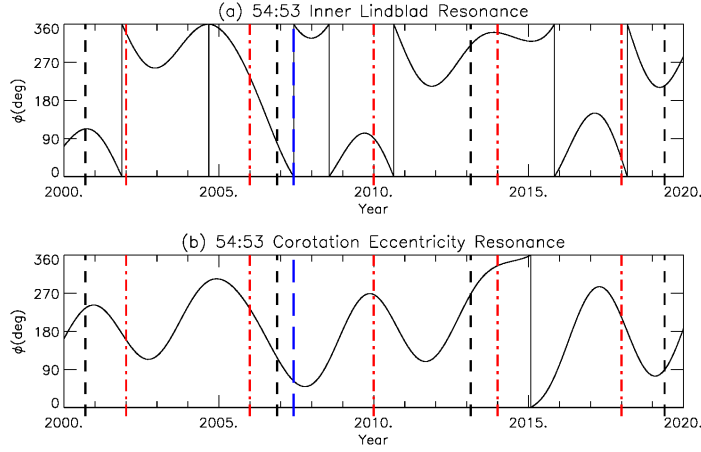 (a) 54:53 Inner Lindblad Resonance
360
270
180
90
0
ϕ(deg)
2000. 2005. 2010. 2015. 2020.
Year
(b) 54:53 Corotation Eccentricity Resonance
360
270
180
90
0
ϕ(deg)
2000. 2005. 2010. 2015. 2020.
Year